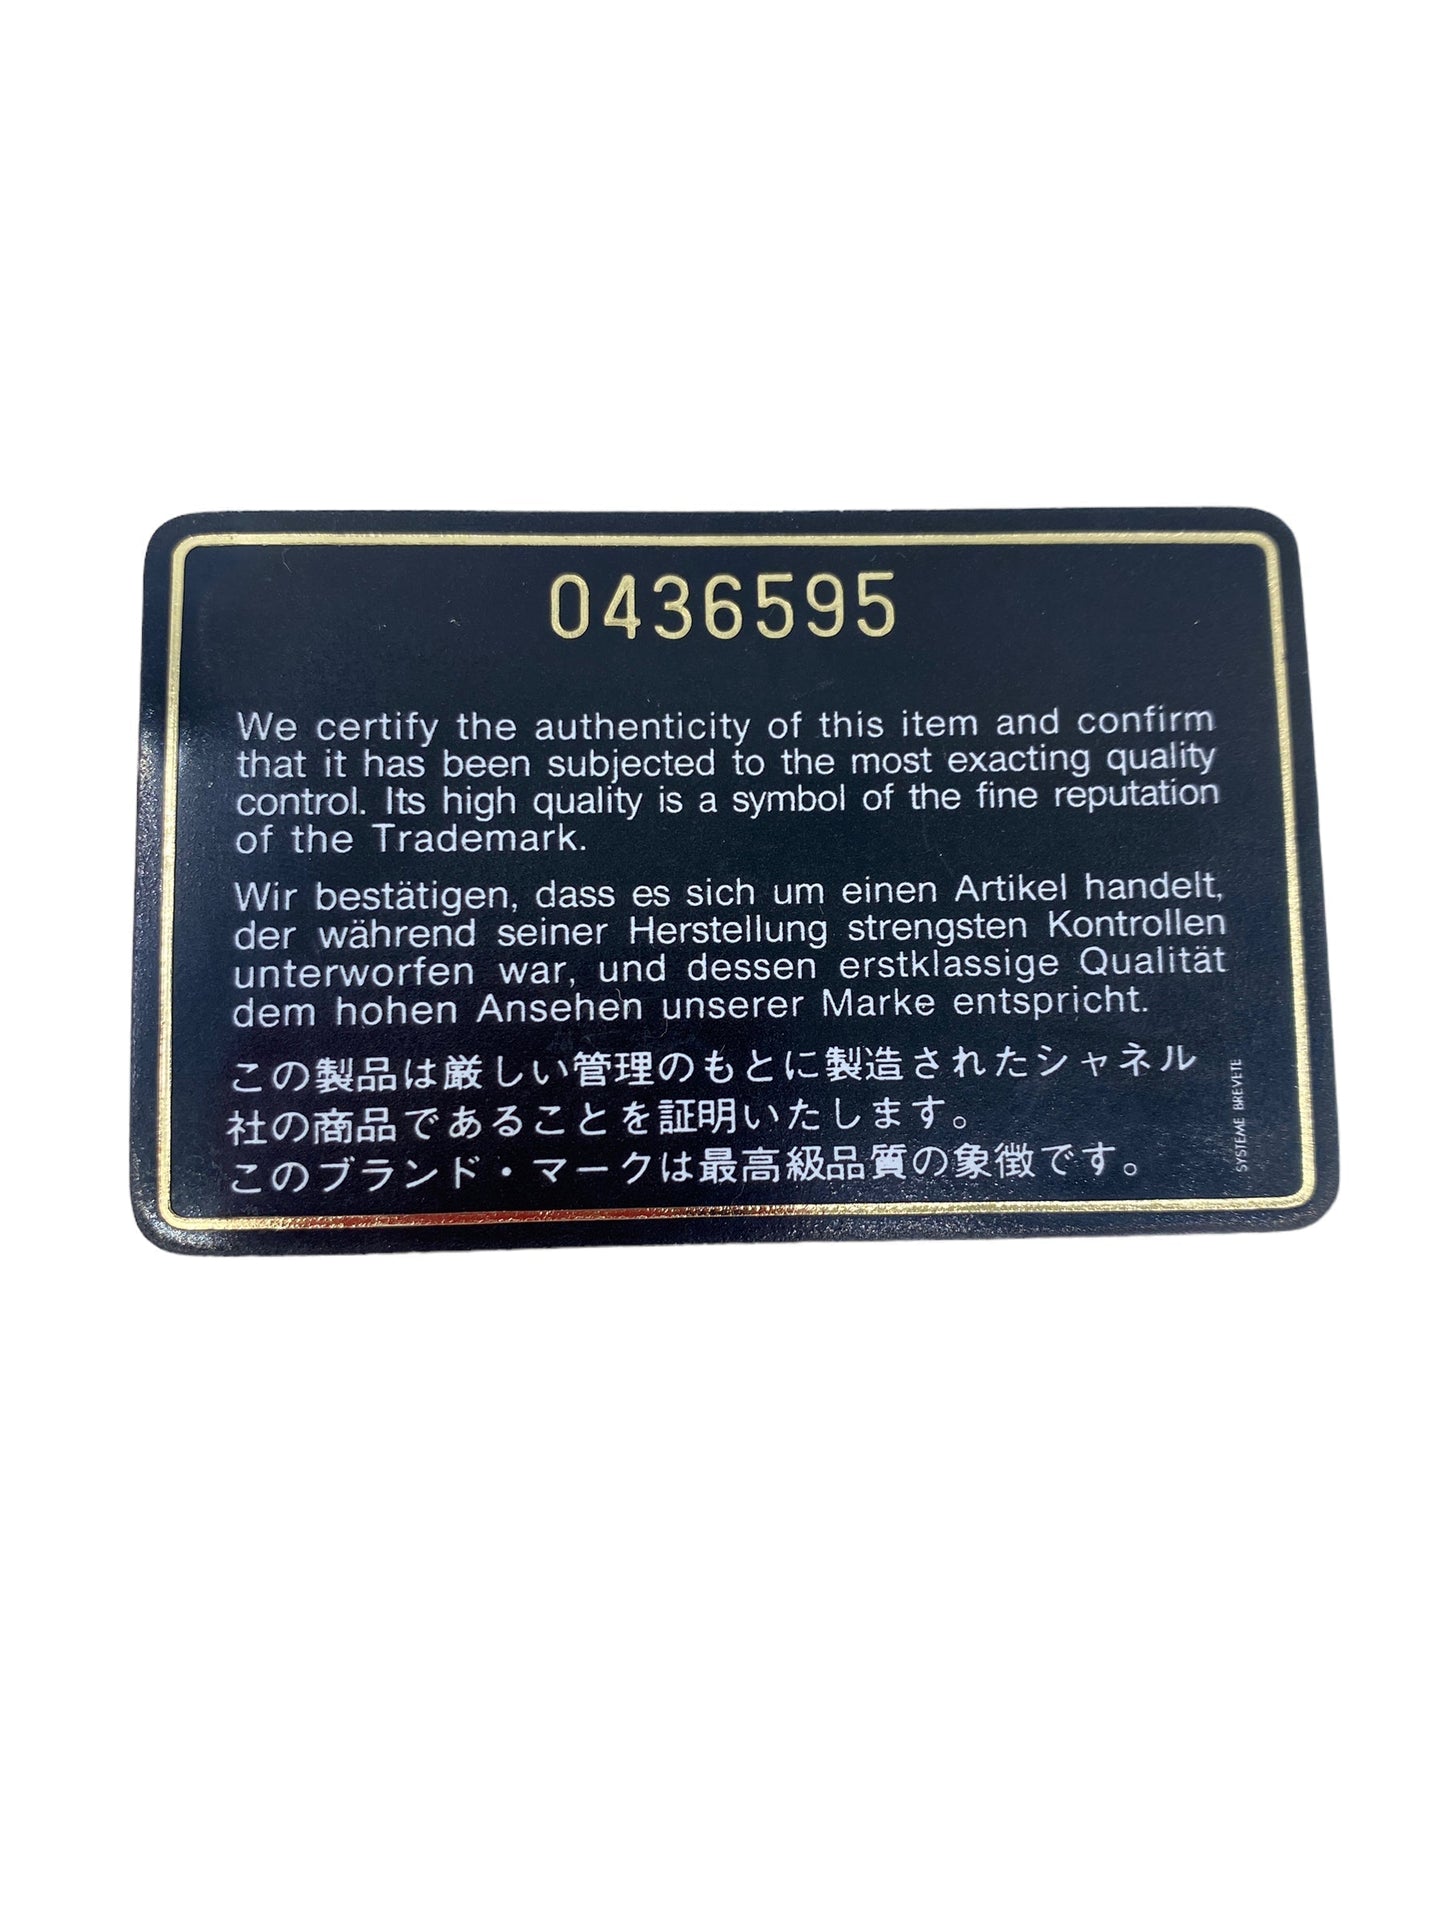 0436595
We certify the authenticity of this item and confirm
that it has been subjected to the most exacting quality
control. Its high quality is a symbol of the fine reputation
of the Trademark.
Wir bestätigen, dass es sich um einen Artikel handelt,
der während seiner Herstellung strengsten Kontrollen
unterworfen war, und dessen erstklassige Qualität
dem hohen Ansehen unserer Marke entspricht.
この製品は厳しい管理のもとに製造されたシャネル
社の商品であることを証明いたします。
このブランド・マークは最高級品質の象徴です。
SYSTEME BREVETE